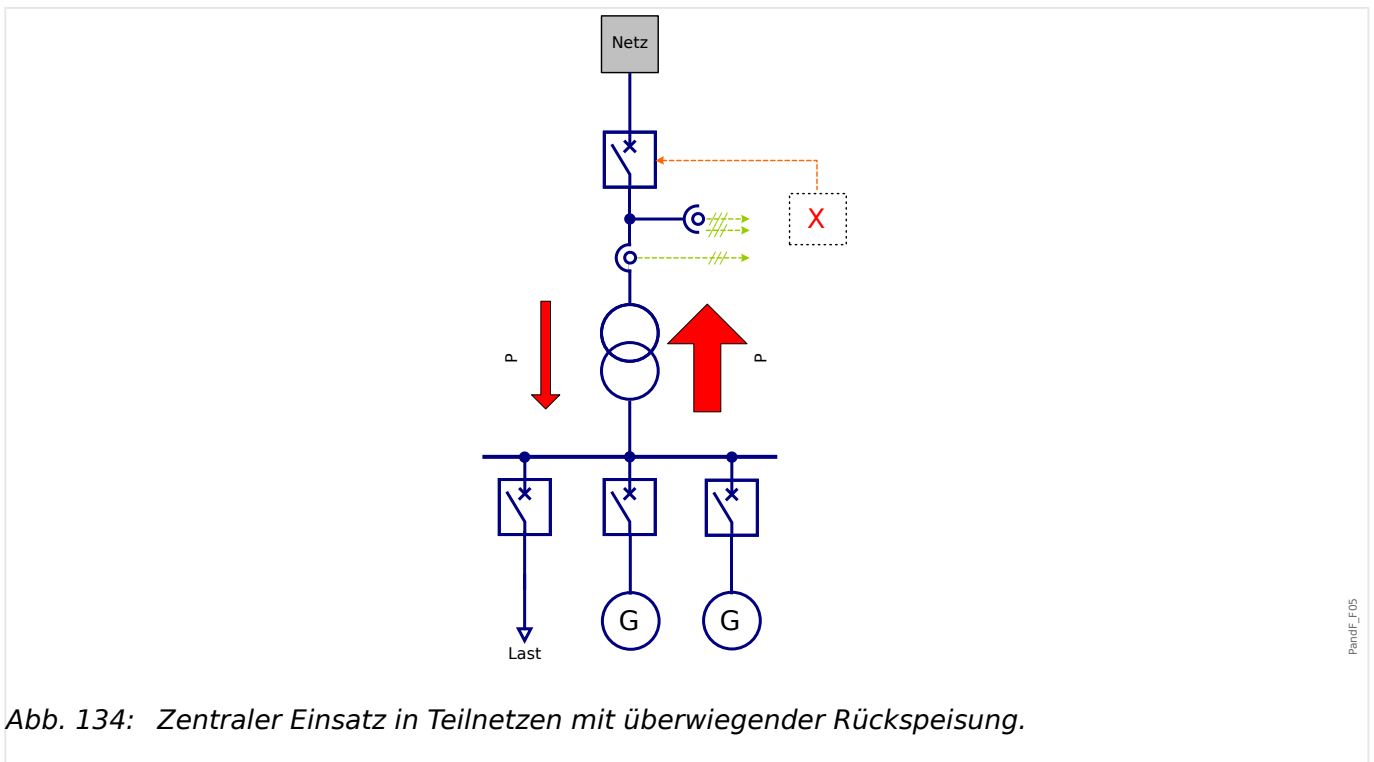 Netz
X
P
P
G
G
Last
PandF_F05
Abb. 134: Zentraler Einsatz in Teilnetzen mit überwiegender Rückspeisung.